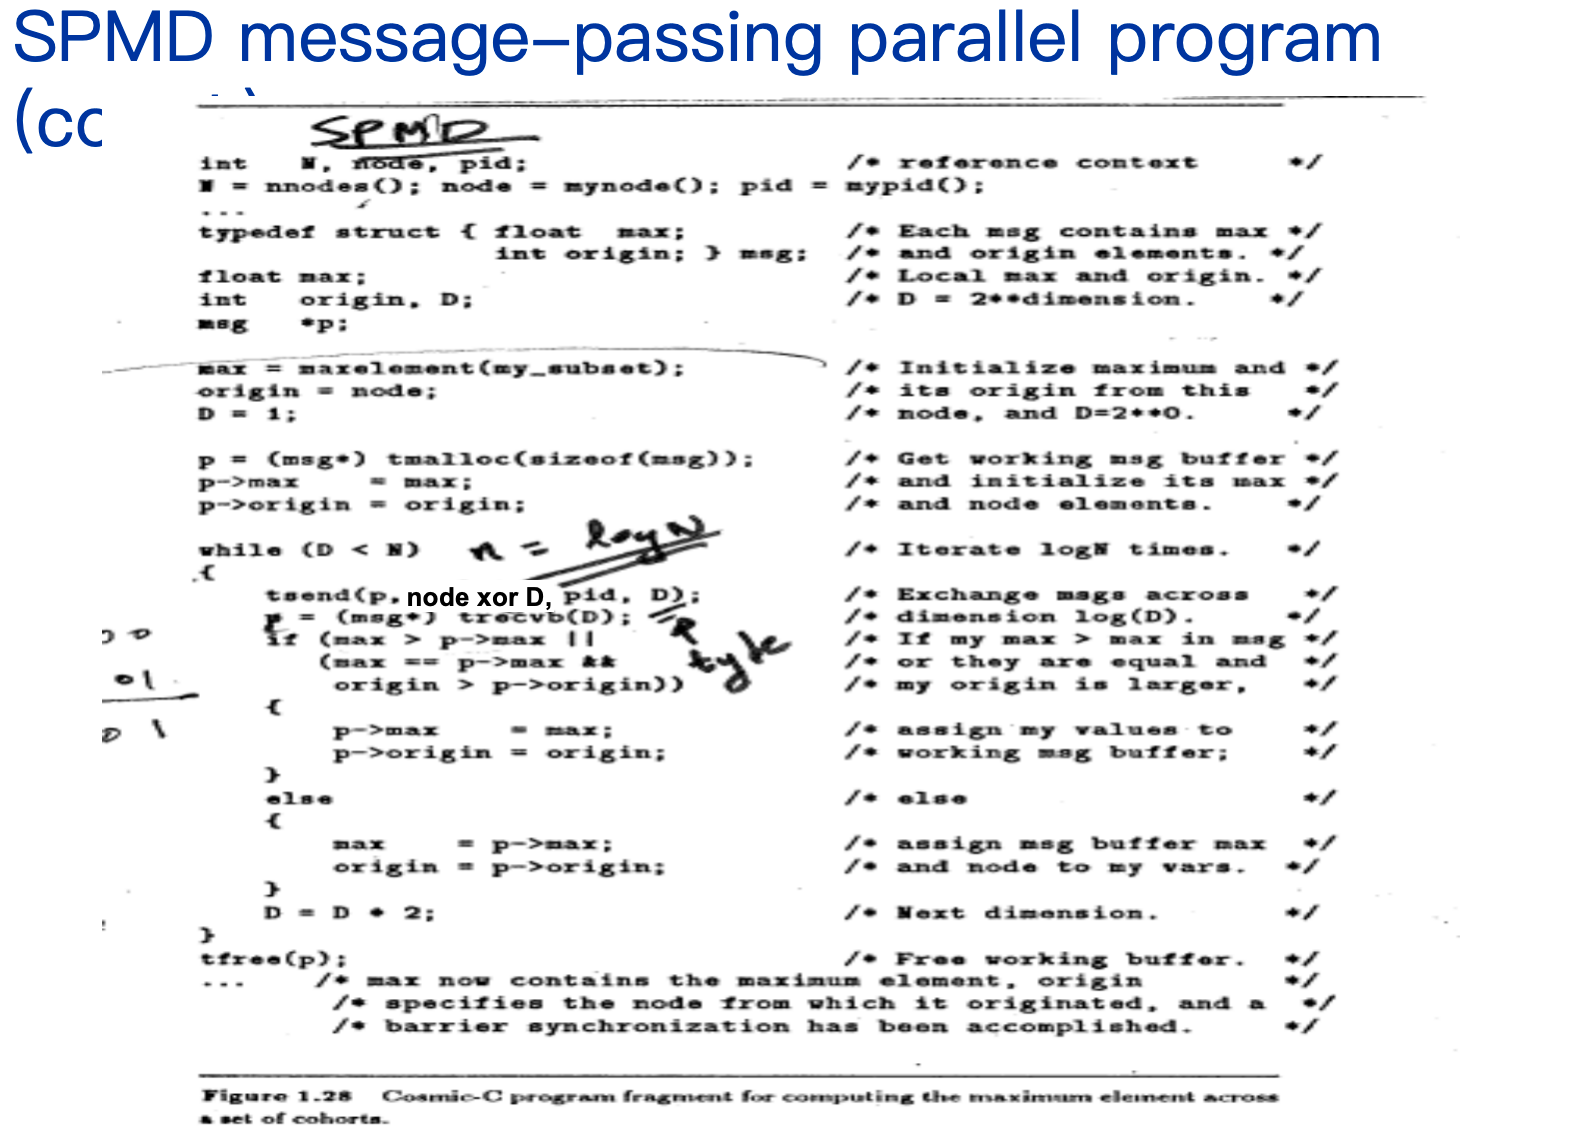 SPMD message–passing parallel program
(co
SPMD
int N, node, pid; /* reference context */
N = nnodes(); node = mynode(); pid = mypid();
...
typedef struct { float max; /* Each msg contains max */
int origin; } msg; /* and origin elements. */
float max; /* Local max and origin. */
int origin, D; /* D = 2**dimension. */
msg *p;
max = maxelement(my_subset); /* Initialize maximum and */
origin = node; /* its origin from this */
D = 1; /* node, and D=2**0. */
p = (msg*) tmalloc(sizeof(msg)); /* Get working msg buffer */
p->max = max; /* and initialize its max */
p->origin = origin; /* and node elements. */
n = log N
while (D < N) /* Iterate logN times. */
{
tsend(p, node xor D, pid, D); /* Exchange msgs across */
p = (msg*) trecvb(D); /* dimension log(D). */
if (max > p->max || /* If my max > max in msg */
(max == p->max && /* or they are equal and */
origin > p->origin)) /* my origin is larger, */
type
01
{
p->max = max; /* assign my values to */
p->origin = origin; /* working msg buffer; */
}
else /* else */
{
max = p->max; /* assign msg buffer max */
origin = p->origin; /* and node to my vars. */
}
D = D * 2; /* Next dimension. */
}
tfree(p); /* Free working buffer. */
... /* max now contains the maximum element, origin */
/* specifies the node from which it originated, and a */
/* barrier synchronization has been accomplished. */
Figure 1.28 Cosmic-C program fragment for computing the maximum element across
a set of cohorts.